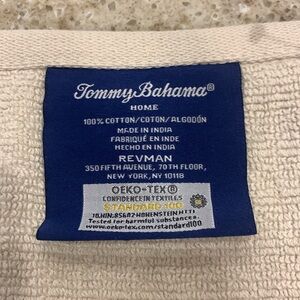 Tommy Bahama®
HOME
100% COTTON/COTON/ALGODÓN
MADE IN INDIA
FABRIQUÉ EN INDE
HECHO EN INDIA
REVMAN
350 FIFTH AVENUE, 70TH FLOOR,
NEW YORK, NY 10118
OEKO-TEX®
CONFIDENCE IN TEXTILES
STANDARD 100
HOHENSTEIN HTTI
Tested for harmful substances.
www.oeko-tex.com/standard100